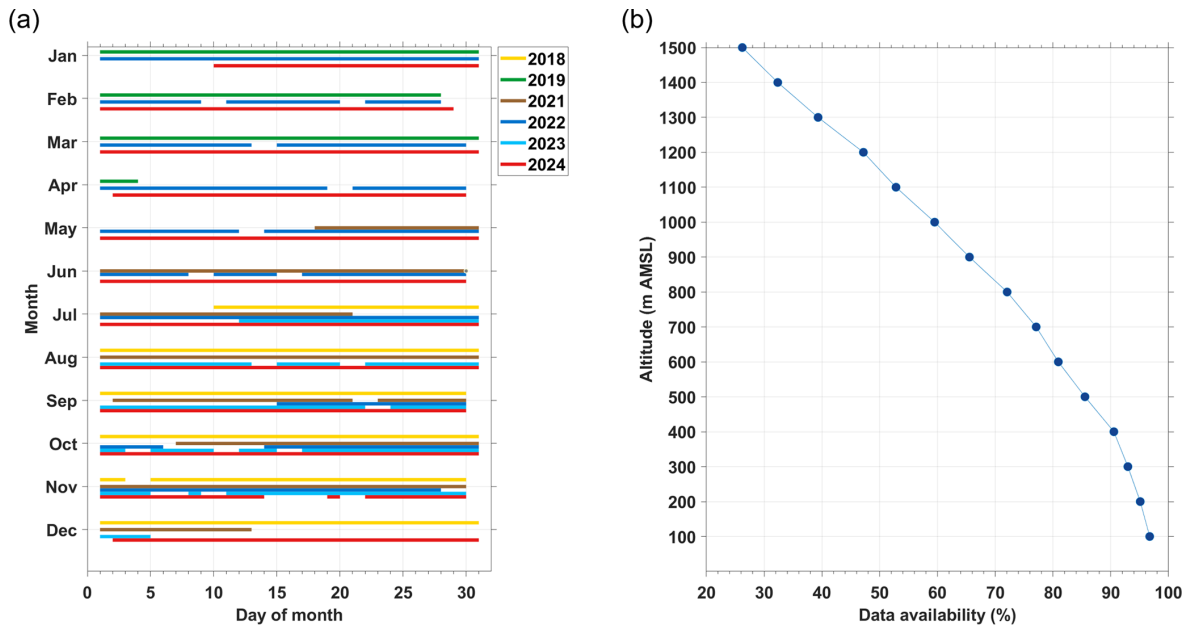 (a)
Month
Jan
Feb
Mar
Apr
May
Jun
Jul
Aug
Sep
Oct
Nov
Dec
0 5 10 15 20 25 30
Day of month
2018
2019
2021
2022
2023
2024
(b)
Altitude (m AMSL)
1500
1400
1300
1200
1100
1000
900
800
700
600
500
400
300
200
100
20 30 40 50 60 70 80 90 100
Data availability (%)